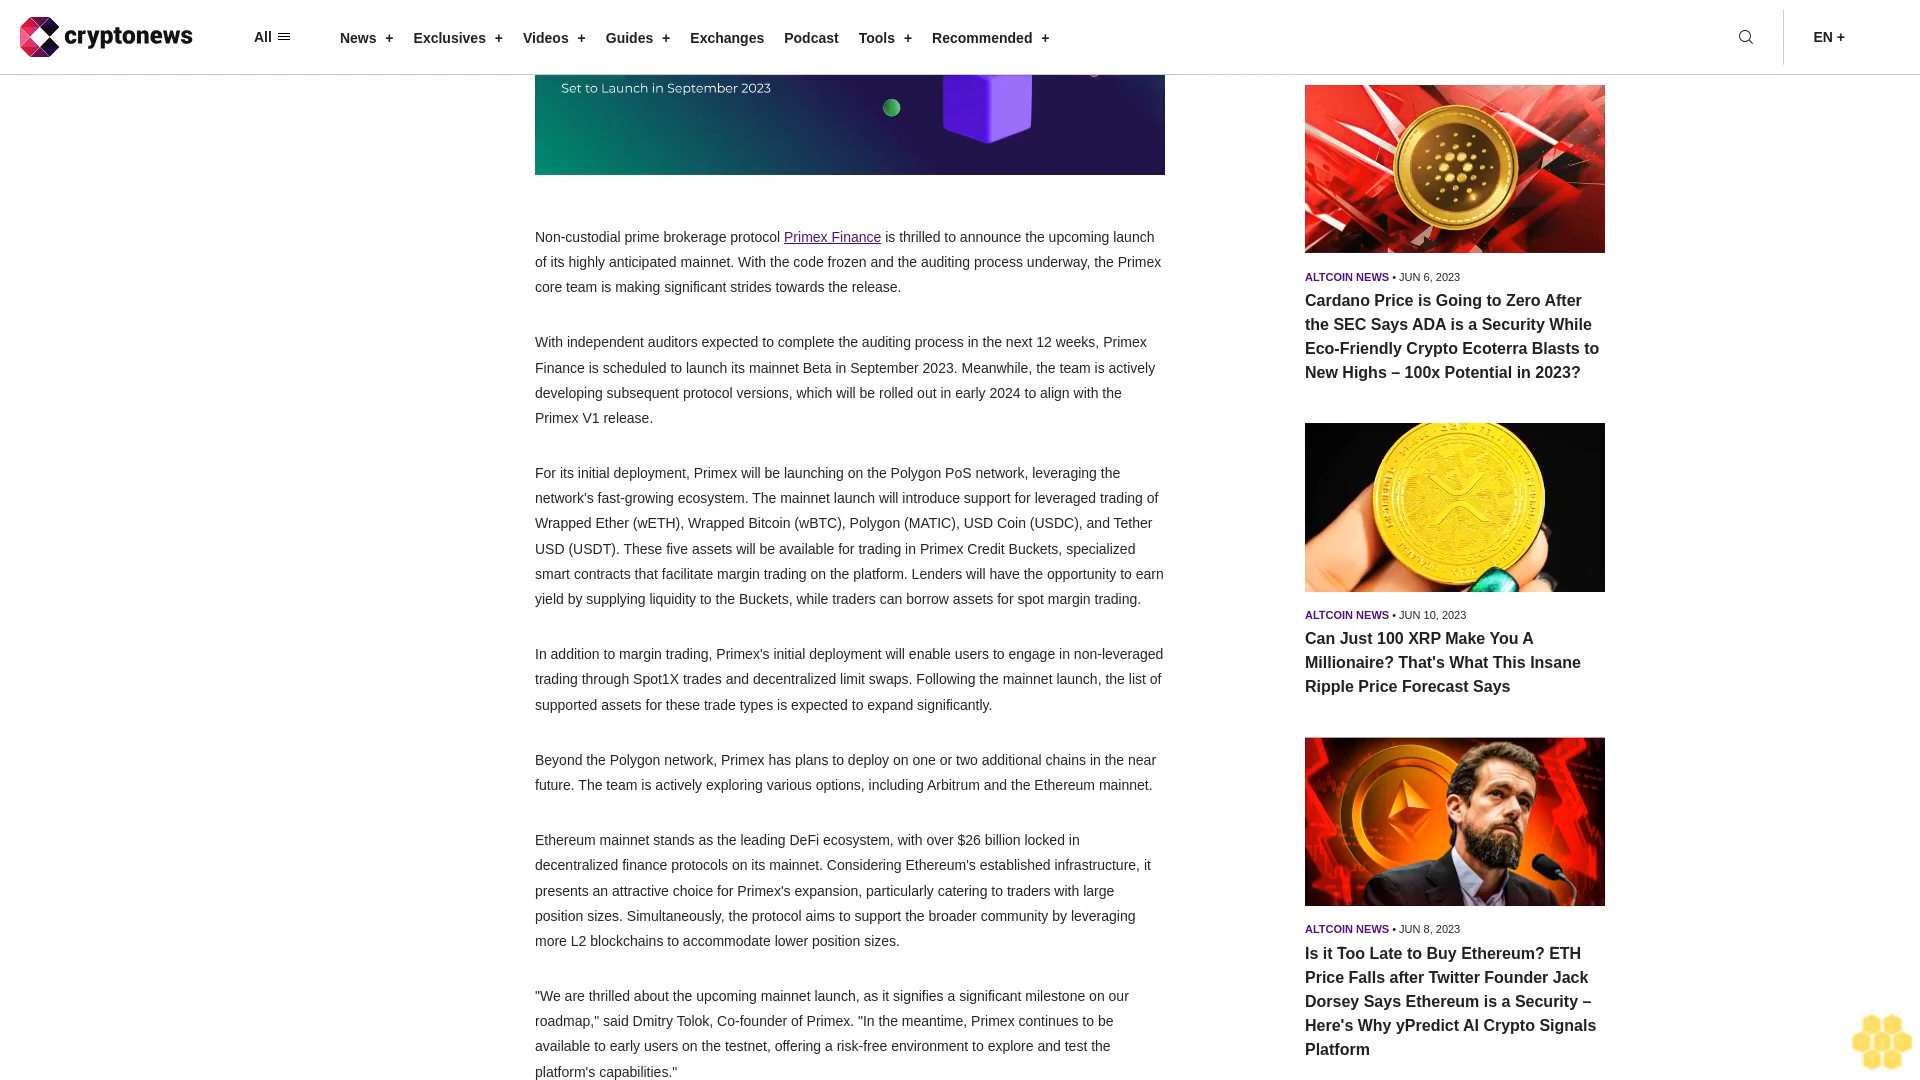 cryptonews
All
News +
Exclusives +
Videos +
Guides +
Exchanges
Podcast
Tools +
Recommended +
EN +
Set to Launch in September 2023
Non-custodial prime brokerage protocol Primex Finance is thrilled to announce the upcoming launch
of its highly anticipated mainnet. With the code frozen and the auditing process underway, the Primex
core team is making significant strides towards the release.
With independent auditors expected to complete the auditing process in the next 12 weeks, Primex
Finance is scheduled to launch its mainnet Beta in September 2023. Meanwhile, the team is actively
developing subsequent protocol versions, which will be rolled out in early 2024 to align with the
Primex V1 release.
For its initial deployment, Primex will be launching on the Polygon PoS network, leveraging the
network's fast-growing ecosystem. The mainnet launch will introduce support for leveraged trading of
Wrapped Ether (wETH), Wrapped Bitcoin (wBTC), Polygon (MATIC), USD Coin (USDC), and Tether
USD (USDT). These five assets will be available for trading in Primex Credit Buckets, specialized
smart contracts that facilitate margin trading on the platform. Lenders will have the opportunity to earn
yield by supplying liquidity to the Buckets, while traders can borrow assets for spot margin trading.
In addition to margin trading, Primex's initial deployment will enable users to engage in non-leveraged
trading through Spot1X trades and decentralized limit swaps. Following the mainnet launch, the list of
supported assets for these trade types is expected to expand significantly.
Beyond the Polygon network, Primex has plans to deploy on one or two additional chains in the near
future. The team is actively exploring various options, including Arbitrum and the Ethereum mainnet.
Ethereum mainnet stands as the leading DeFi ecosystem, with over $26 billion locked in
decentralized finance protocols on its mainnet. Considering Ethereum's established infrastructure, it
presents an attractive choice for Primex's expansion, particularly catering to traders with large
position sizes. Simultaneously, the protocol aims to support the broader community by leveraging
more L2 blockchains to accommodate lower position sizes.
"We are thrilled about the upcoming mainnet launch, as it signifies a significant milestone on our
roadmap," said Dmitry Tolok, Co-founder of Primex. "In the meantime, Primex continues to be
available to early users on the testnet, offering a risk-free environment to explore and test the
platform's capabilities."
ALTCOIN NEWS • JUN 6, 2023
Cardano Price is Going to Zero After
the SEC Says ADA is a Security While
Eco-Friendly Crypto Ecoterra Blasts to
New Highs – 100x Potential in 2023?
ALTCOIN NEWS • JUN 10, 2023
Can Just 100 XRP Make You A
Millionaire? That's What This Insane
Ripple Price Forecast Says
ALTCOIN NEWS • JUN 8, 2023
Is it Too Late to Buy Ethereum? ETH
Price Falls after Twitter Founder Jack
Dorsey Says Ethereum is a Security –
Here's Why yPredict AI Crypto Signals
Platform